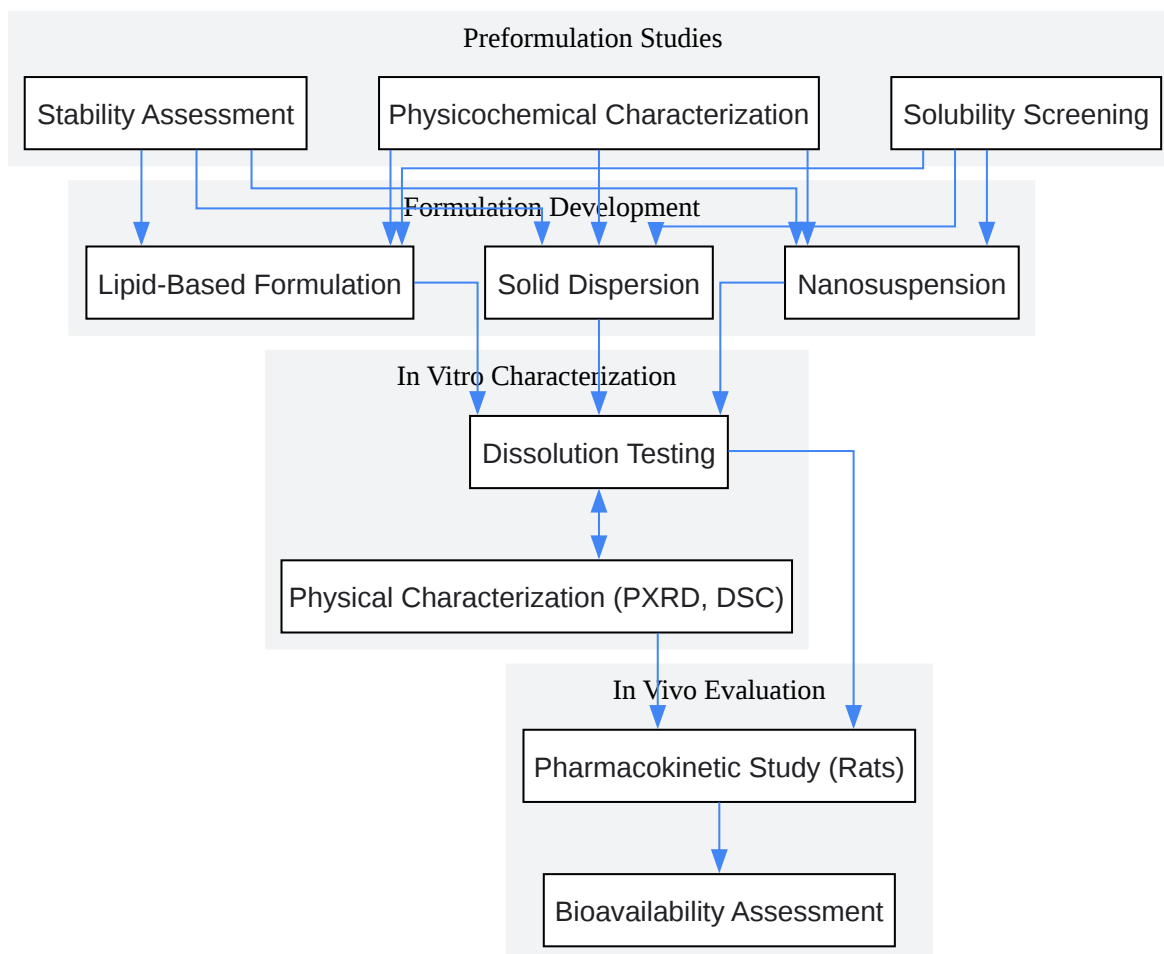 Preformulation Studies
Stability Assessment
Physicochemical Characterization
Solubility Screening
Formulation Development
Lipid-Based Formulation
Solid Dispersion
Nanosuspension
In Vitro Characterization
Dissolution Testing
Physical Characterization (PXRD, DSC)
In Vivo Evaluation
Pharmacokinetic Study (Rats)
Bioavailability Assessment